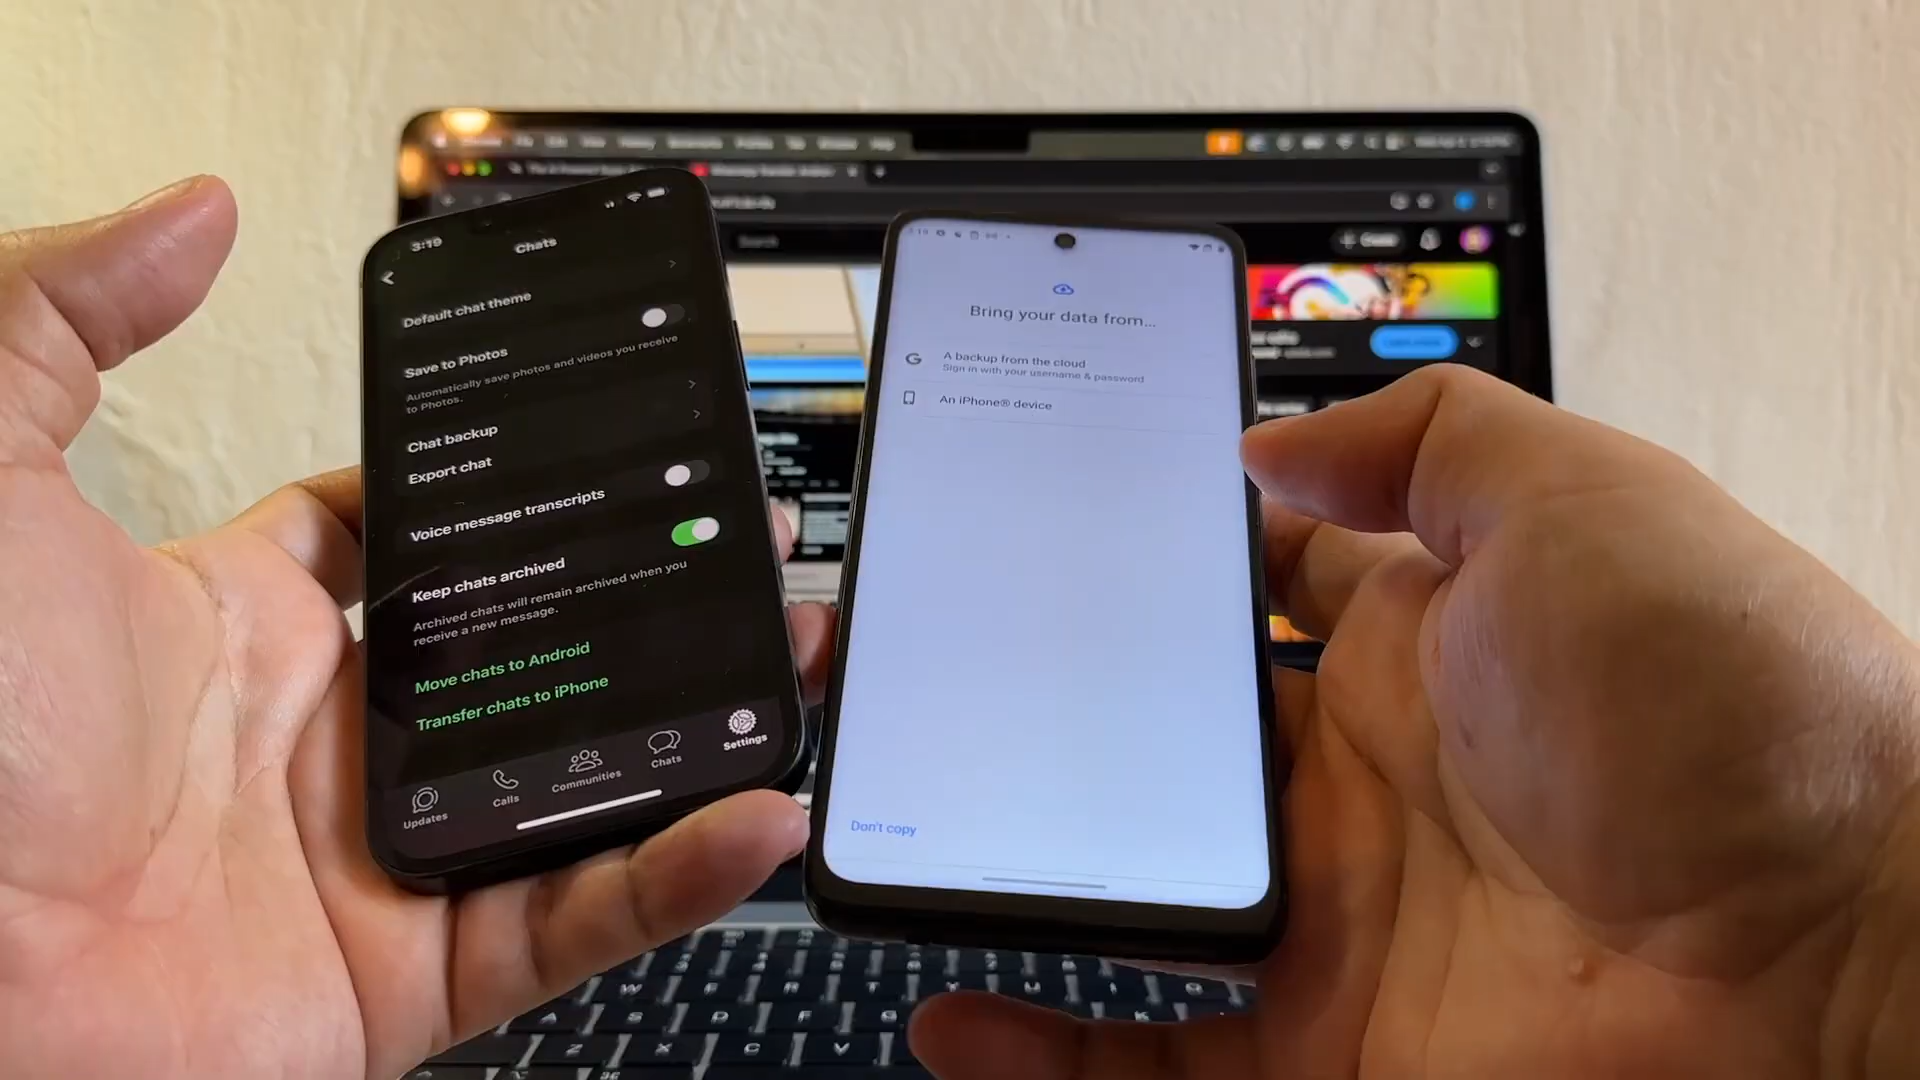 3:19
Chats
Default chat theme
Save to Photos
Automatically save photos and videos you receive
to Photos.
Chat backup
Export chat
Voice message transcripts
Keep chats archived
Archived chats will remain archived when you
receive a new message.
Move chats to Android
Transfer chats to iPhone
Updates
Calls
Communities
Chats
Settings
Bring your data from...
A backup from the cloud
Sign in with your username & password
An iPhone® device
Don't copy
Search
Create
W
R
T
Y
U
A
S
D
F
G
K
Z
X
C
V